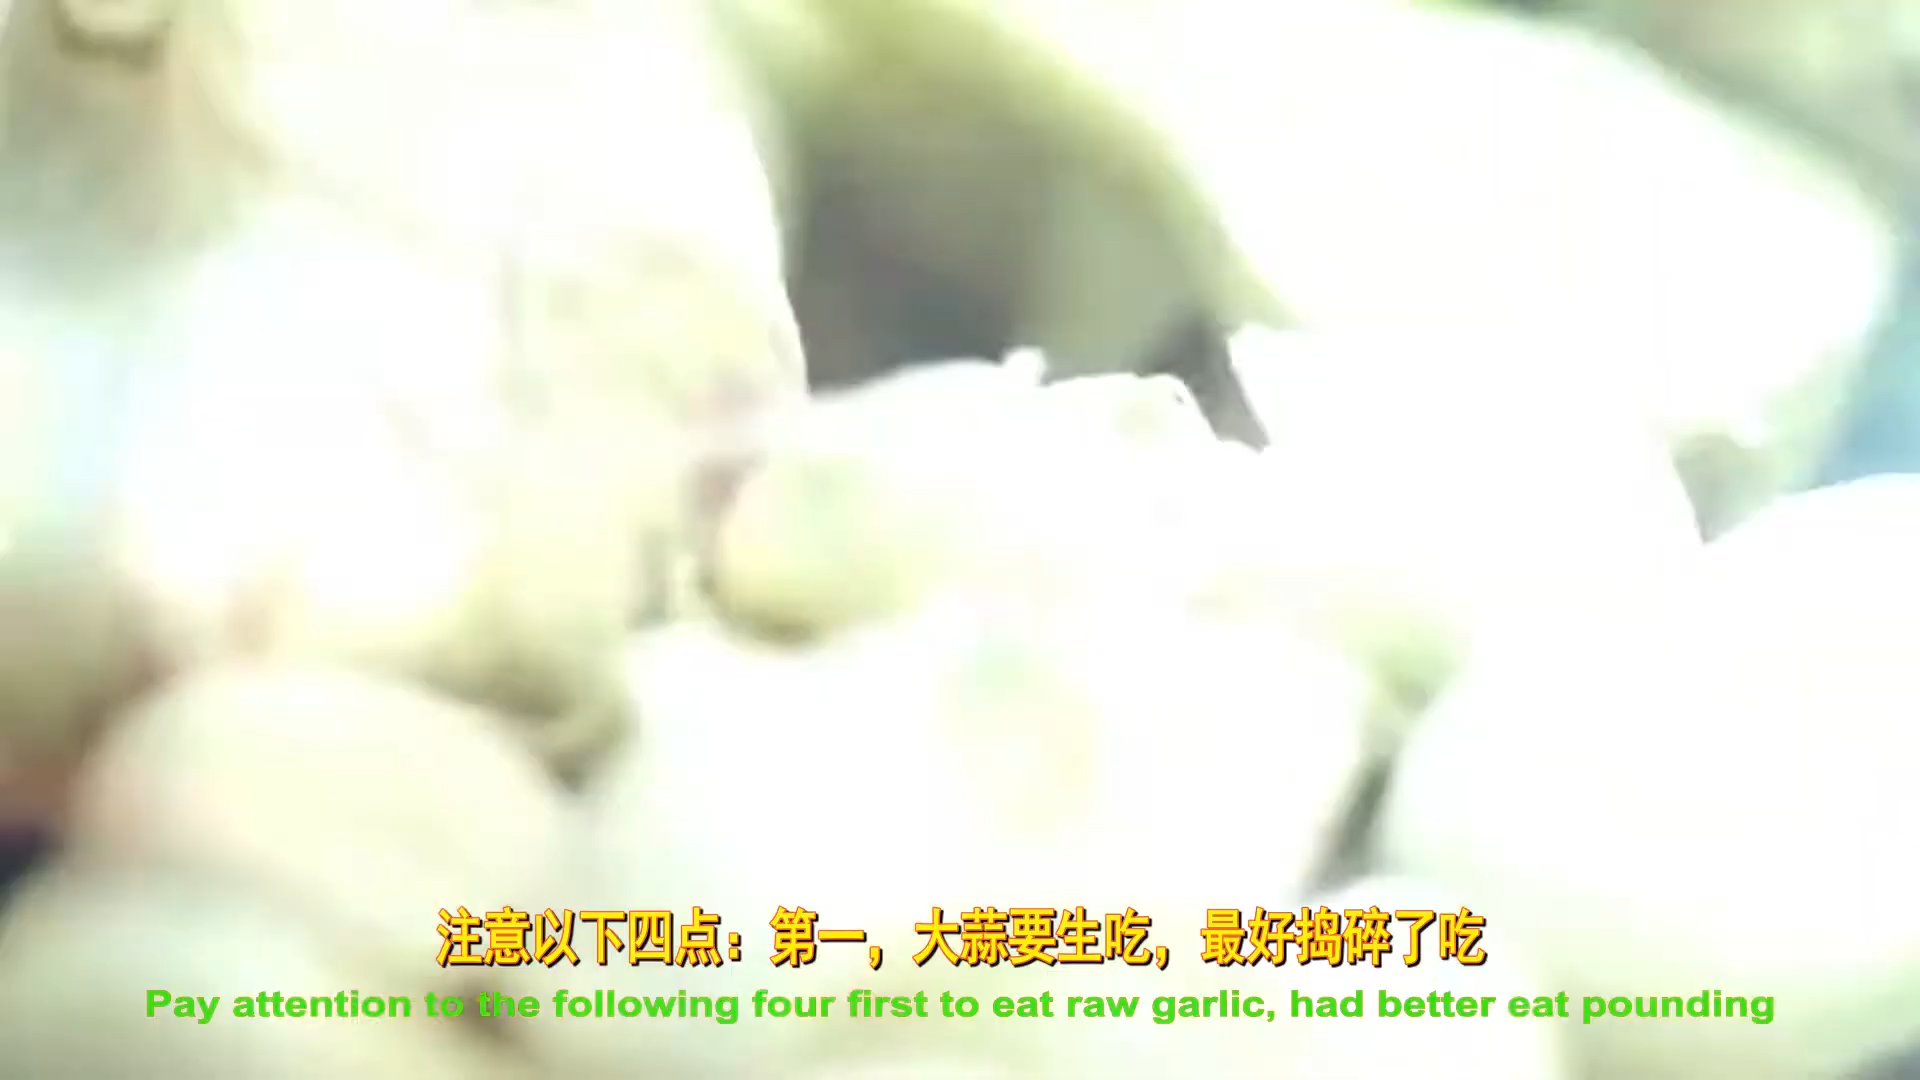 注意以下四点：第一，大蒜要生吃，最好捣碎了吃
Pay attention to the following four first to eat raw garlic, had better eat pounding